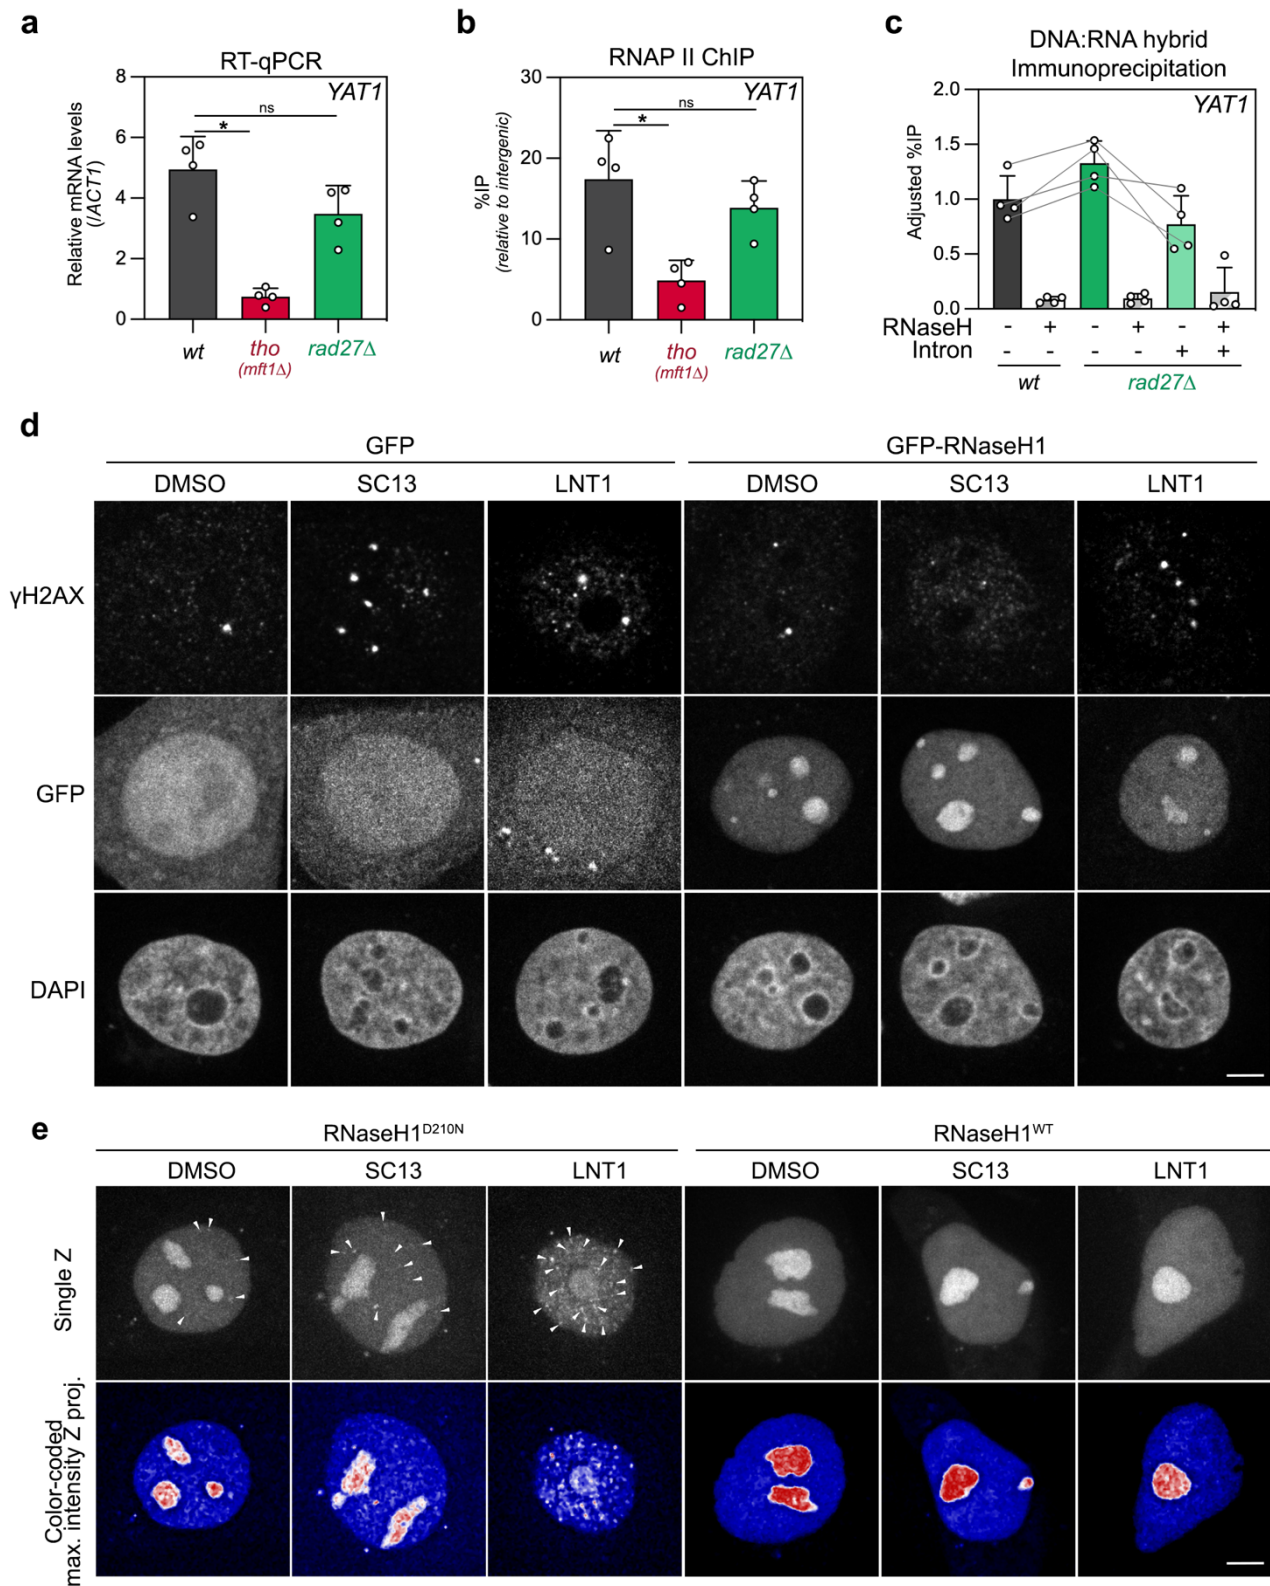 a
RT-qPCR
YAT1
Relative mRNA levels
(/ACT1)
8
6
4
2
0
ns
*
wt
tho
(mft1Δ)
rad27Δ
b
RNAP II ChIP
YAT1
%IP
(relative to intergenic)
30
20
10
0
ns
*
wt
tho
(mft1Δ)
rad27Δ
c
DNA:RNA hybrid
Immunoprecipitation
YAT1
Adjusted %IP
2.0
1.5
1.0
0.5
0.0
RNaseH - + - + - +
Intron - - - - + +
wt rad27Δ
d
GFP GFP-RNaseH1
DMSO SC13 LNT1 DMSO SC13 LNT1
γH2AX
GFP
DAPI
e
RNaseH1D210N RNaseH1WT
DMSO SC13 LNT1 DMSO SC13 LNT1
Single Z
Color-coded
max. intensity Z proj.